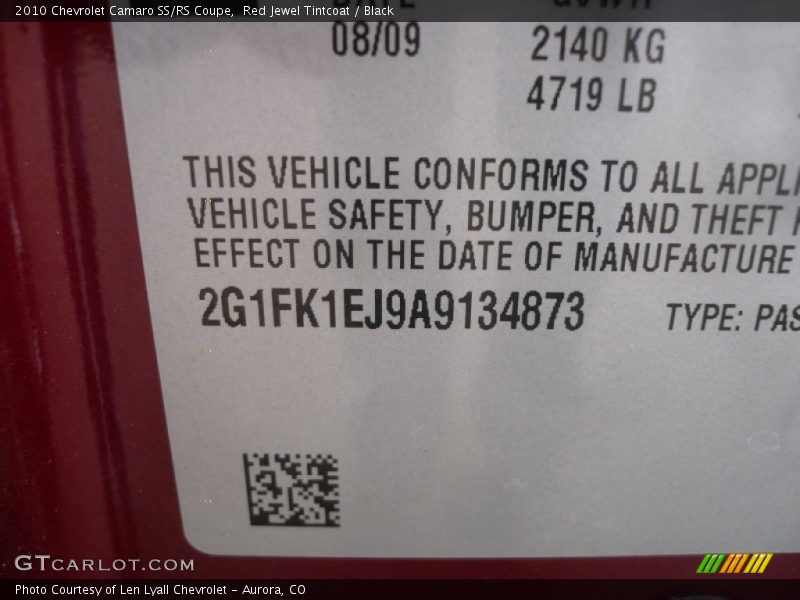 2010 Chevrolet Camaro SS/RS Coupe, Red Jewel Tintcoat / Black
08/09
2140 KG
4719 LB
THIS VEHICLE CONFORMS TO ALL
VEHICLE SAFETY, BUMPER, AND THEFT
EFFECT ON THE DATE OF MANUFACTURE
2G1FK1EJ9A9134873
TYPE:
GTCARLOT.COM
Photo Courtesy of Len Lyall Chevrolet - Aurora, CO